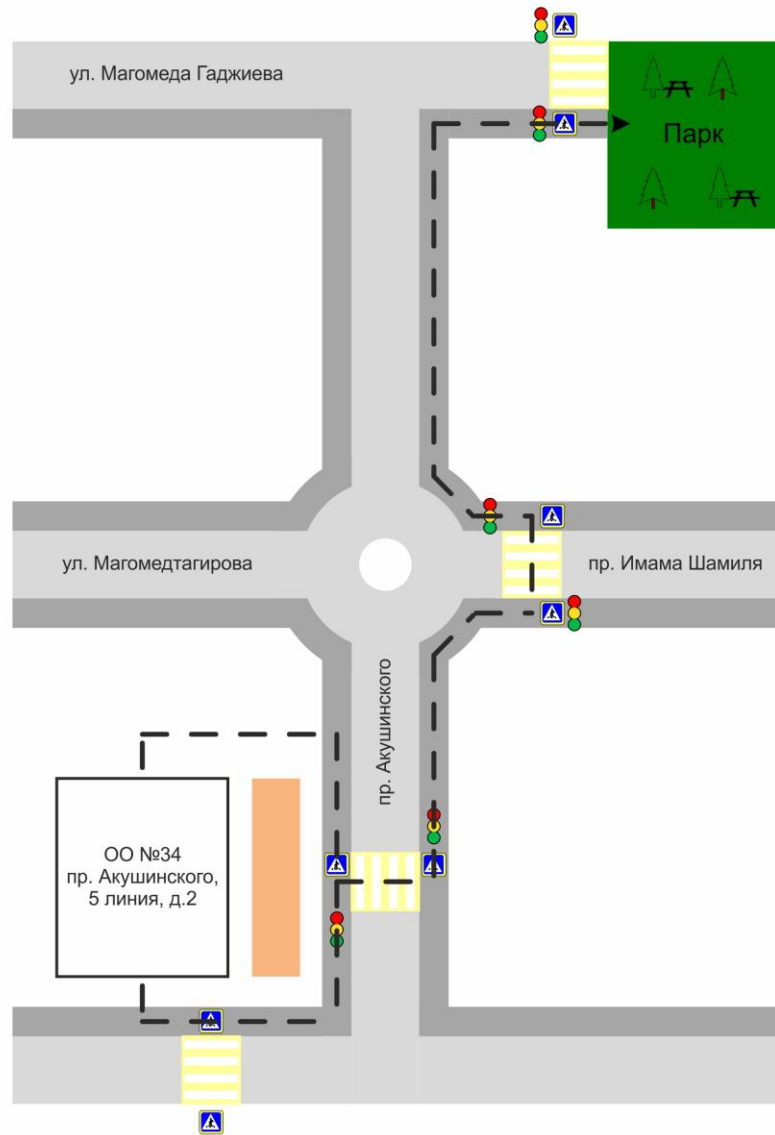 ул. Магомеда Гаджиева
Парк
ул. Магомедтагирова
пр. Имама Шамиля
пр. Акушинского
ОО №34
пр. Акушинского,
5 линия, д.2